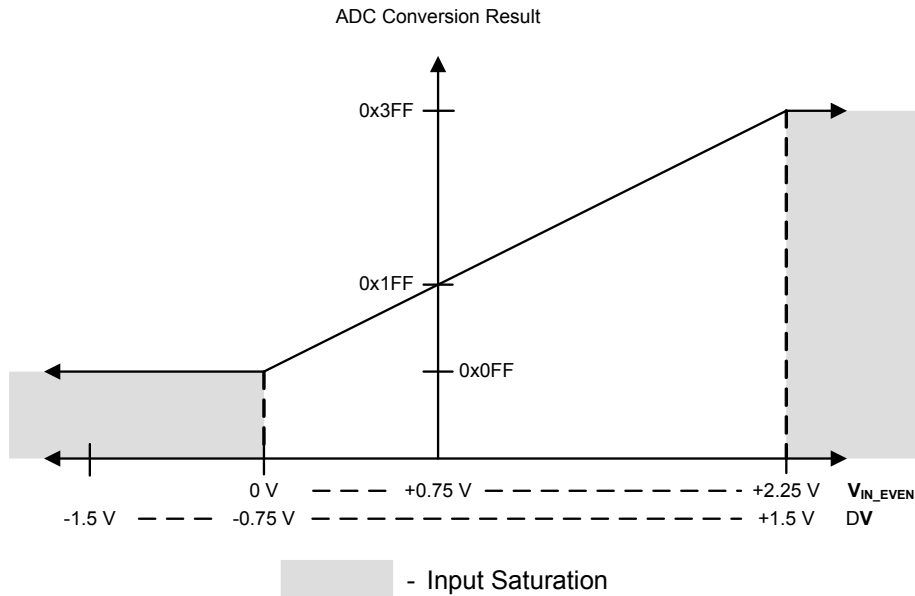 ADC Conversion Result
0x3FF
0x1FF
0x0FF
0 V +0.75 V +2.25 V VIN_EVEN
-1.5 V -0.75 V +1.5 V DV
- Input Saturation